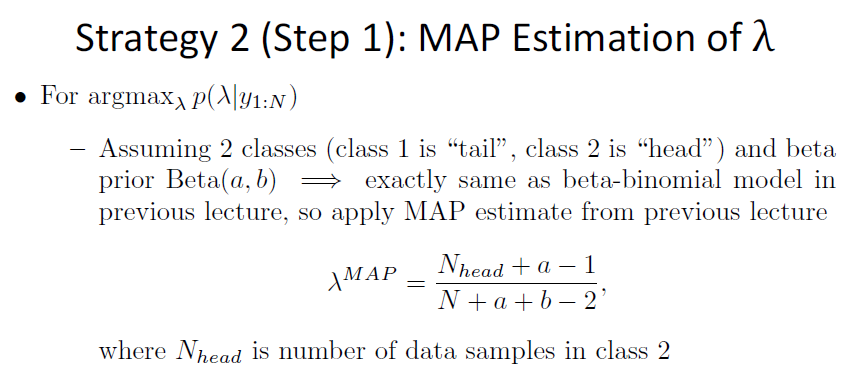 Strategy 2 (Step 1): MAP Estimation of λ
• For argmax_λ p(λ|y_{1:N})
– Assuming 2 classes (class 1 is “tail”, class 2 is “head”) and beta
prior Beta(a, b) ⟹ exactly same as beta-binomial model in
previous lecture, so apply MAP estimate from previous lecture
λ^{MAP} = \frac{N_{head} + a − 1}{N + a + b − 2},
where N_{head} is number of data samples in class 2